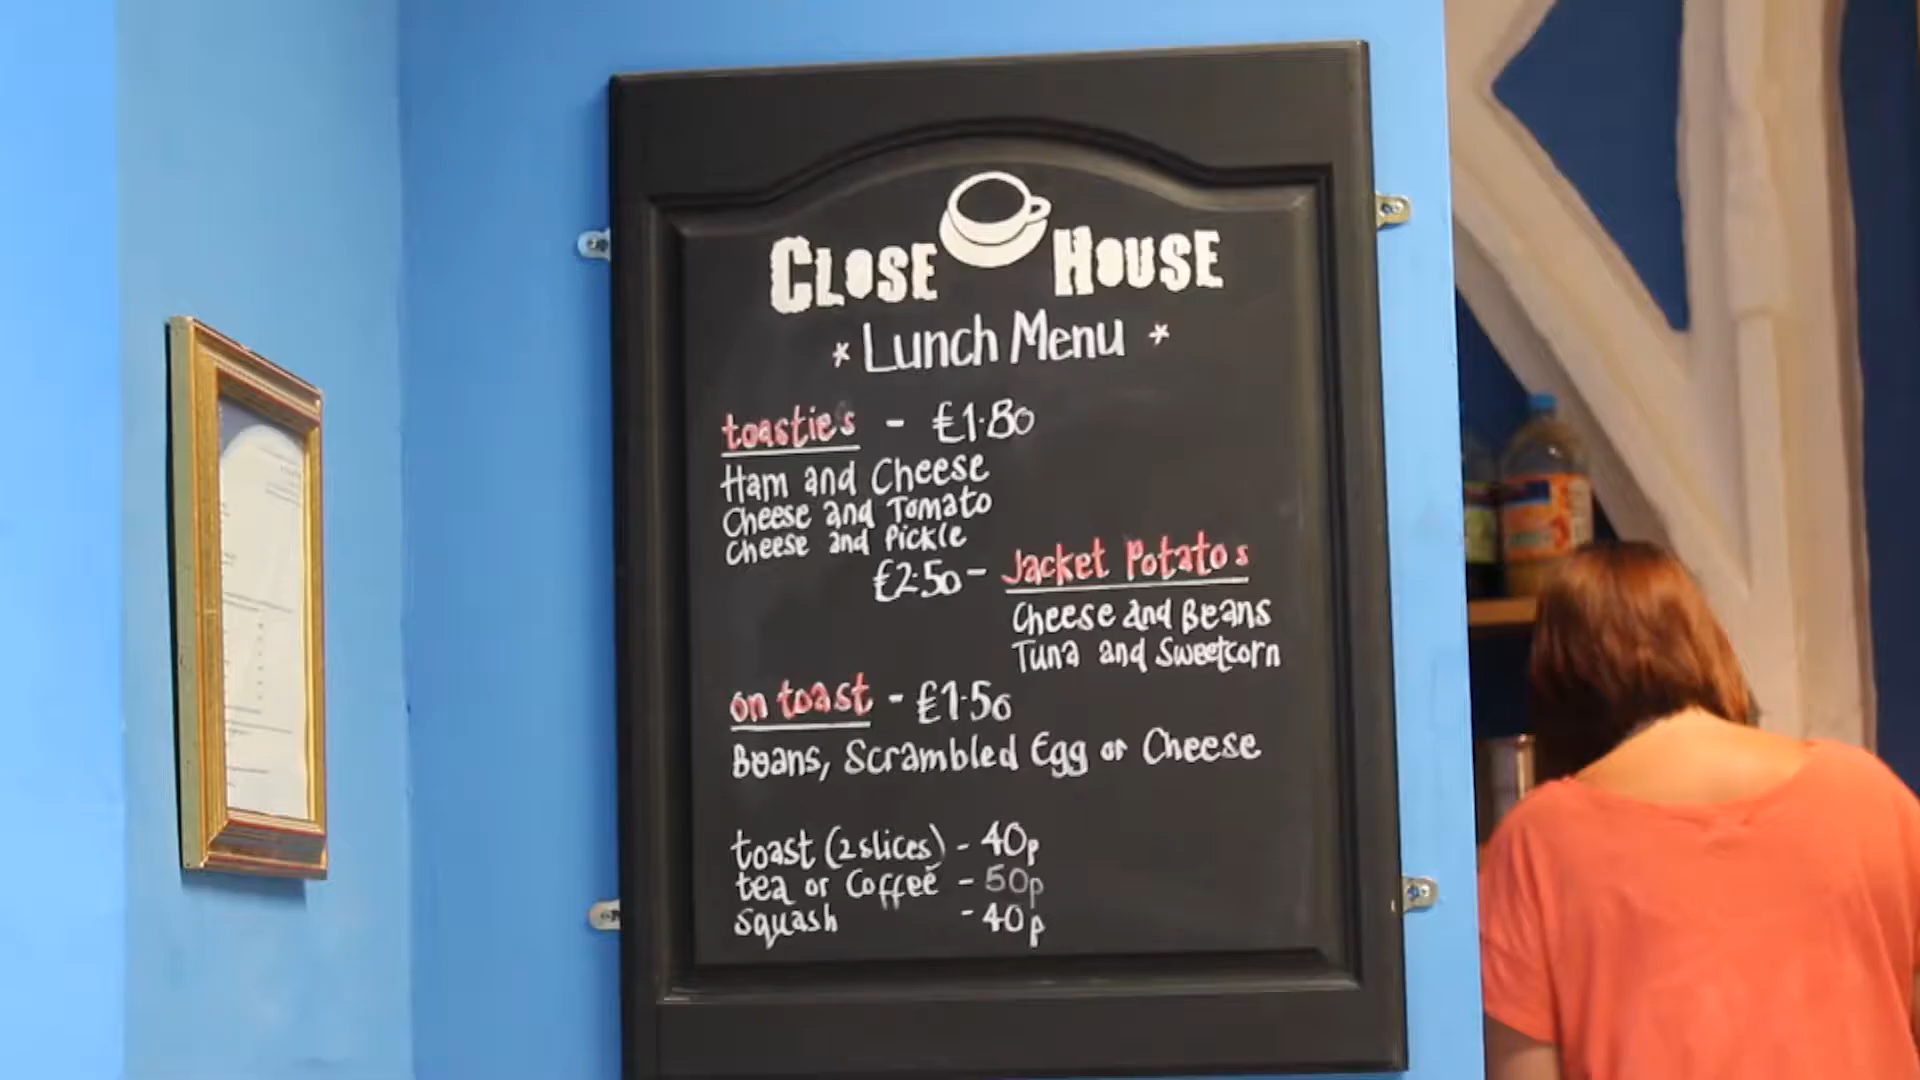 CLOSE HOUSE
* Lunch Menu *
toastie's - £1.80
Ham and Cheese
Cheese and Tomato
Cheese and Pickle
£2.50 - Jacket Potato s
Cheese and Beans
Tuna and Sweetcorn
on toast - £1.50
Beans, Scrambled Egg or Cheese
toast (2 slices) - 40p
tea or Coffee - 50p
squash - 40p